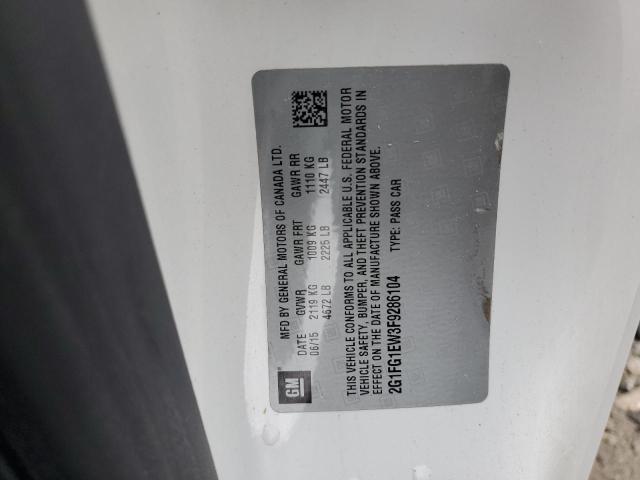 MFD BY GENERAL MOTORS OF CANADA LTD.
DATE GVWR GAWR FRT GAWR RR
06/15 2119 KG 1009 KG 1110 KG
4672 LB 2225 LB 2447 LB
THIS VEHICLE CONFORMS TO ALL APPLICABLE U.S. FEDERAL MOTOR
VEHICLE SAFETY, BUMPER, AND THEFT PREVENTION STANDARDS IN
EFFECT ON THE DATE OF MANUFACTURE SHOWN ABOVE.
2G1FG1EW3F9286104 TYPE: PASS CAR
GM